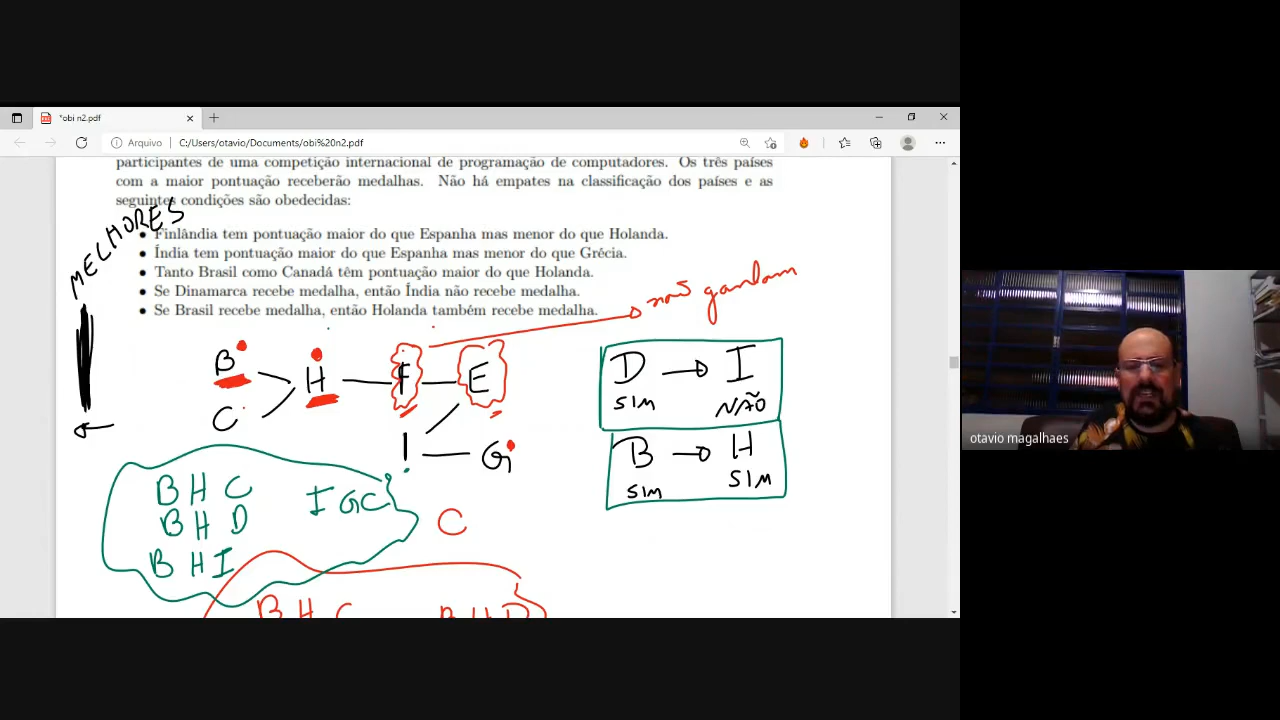 *obi n2.pdf
Arquivo
C:/Users/otavio/Documents/obi%20n2.pdf
participantes de uma competição internacional de programação de computadores. Os três países
com a maior pontuação receberão medalhas. Não há empates na classificação dos países e as
seguintes condições são obedecidas:
MELHORES
• Finlândia tem pontuação maior do que Espanha mas menor do que Holanda.
• Índia tem pontuação maior do que Espanha mas menor do que Grécia.
• Tanto Brasil como Canadá têm pontuação maior do que Holanda.
• Se Dinamarca recebe medalha, então Índia não recebe medalha.
• Se Brasil recebe medalha, então Holanda também recebe medalha.
não ganham
B
H F E
C
I G
D → I
SIM NÃO
B → H
SIM SIM
B H C I G C
B H D
B H I
C
B H C B H D
otavio magalhaes